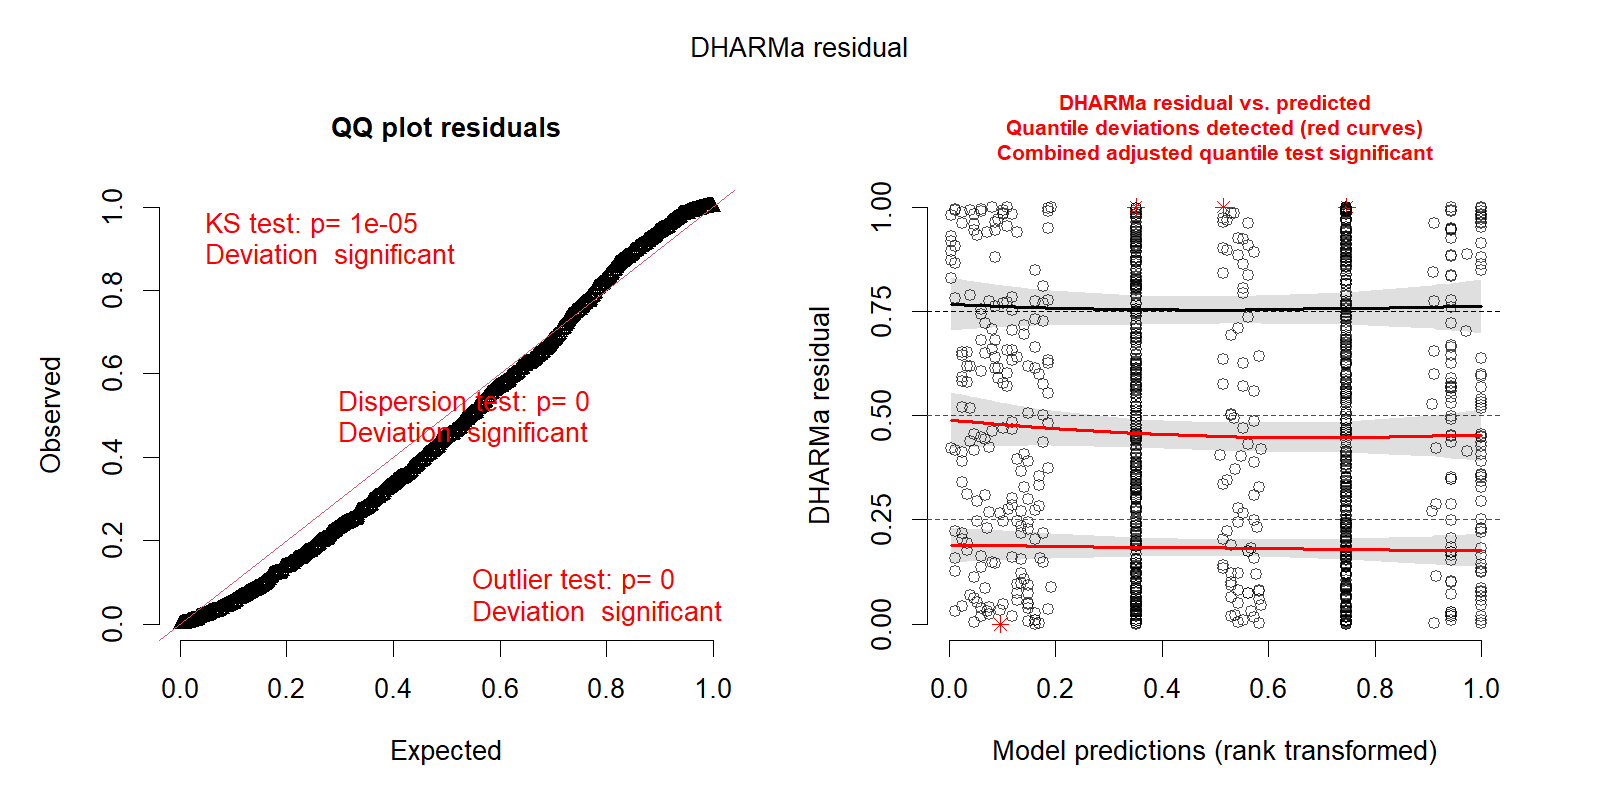 DHARMa residual
QQ plot residuals
KS test: p= 1e-05
Deviation  significant
Dispersion test: p= 0
Deviation  significant
Outlier test: p= 0
Deviation  significant
Observed
0.0 0.2 0.4 0.6 0.8 1.0
0.0 0.2 0.4 0.6 0.8 1.0
Expected
DHARMa residual vs. predicted
Quantile deviations detected (red curves)
Combined adjusted quantile test significant
DHARMa residual
0.00 0.25 0.50 0.75 1.00
0.0 0.2 0.4 0.6 0.8 1.0
Model predictions (rank transformed)